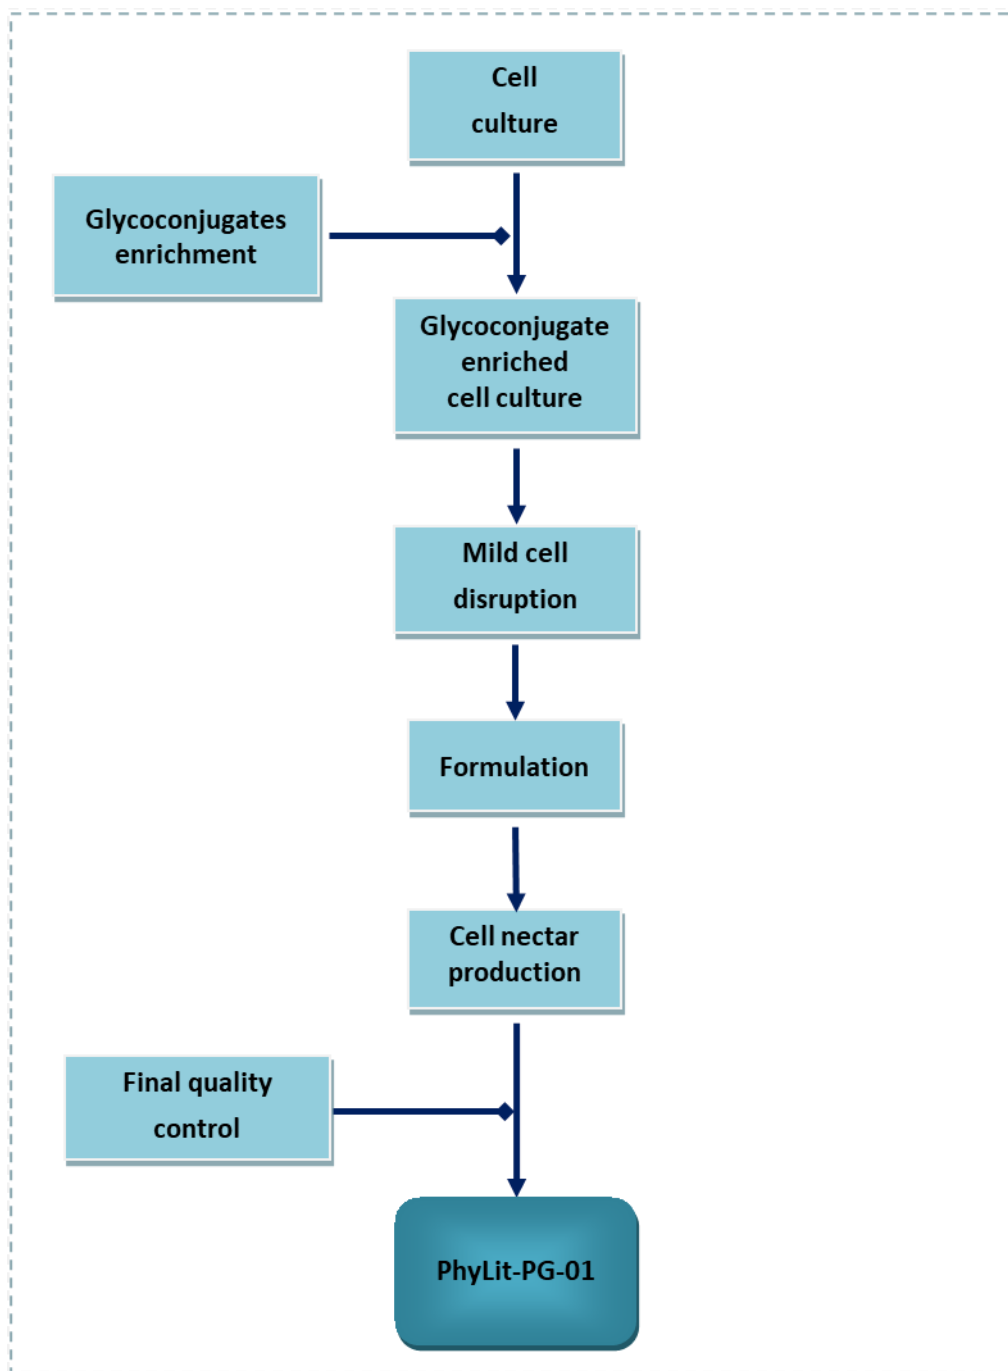 Cell
culture
Glycoconjugates
enrichment
Glycoconjugate
enriched
cell culture
Mild cell
disruption
Formulation
Cell nectar
production
Final quality
control
PhyLit-PG-01